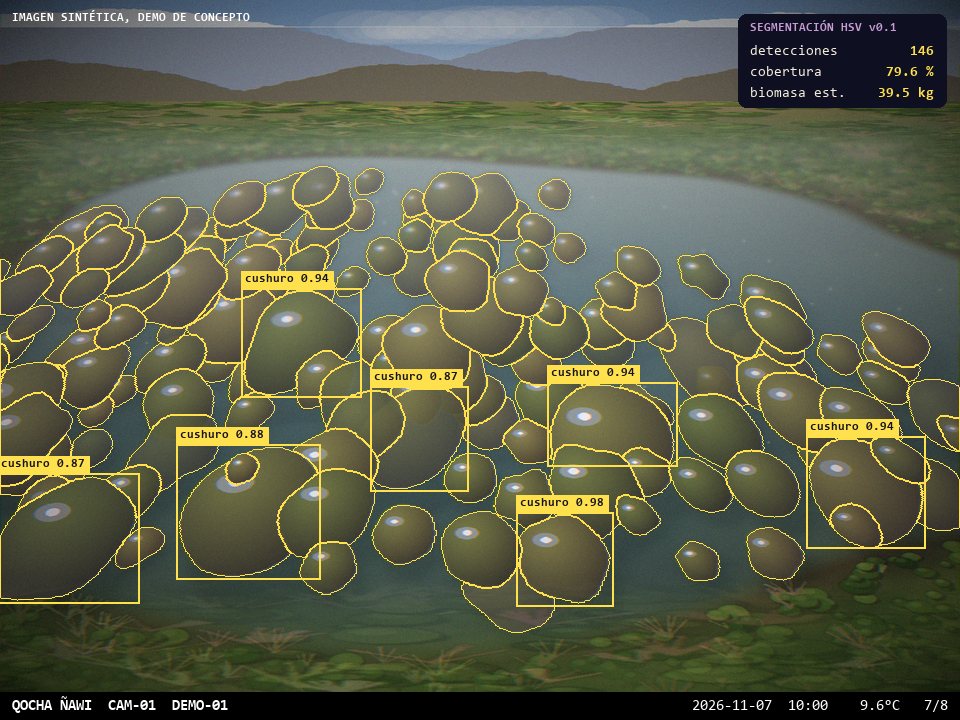 IMAGEN SINTÉTICA, DEMO DE CONCEPTO
SEGMENTACIÓN HSV v0.1
detecciones 146
cobertura 79.6 %
biomasa est. 39.5 kg
cushuro 0.94
cushuro 0.87
cushuro 0.94
cushuro 0.94
cushuro 0.88
cushuro 0.87
cushuro 0.98
QOCHA ÑAWI CAM-01 DEMO-01 2026-11-07 10:00 9.6°C 7/8